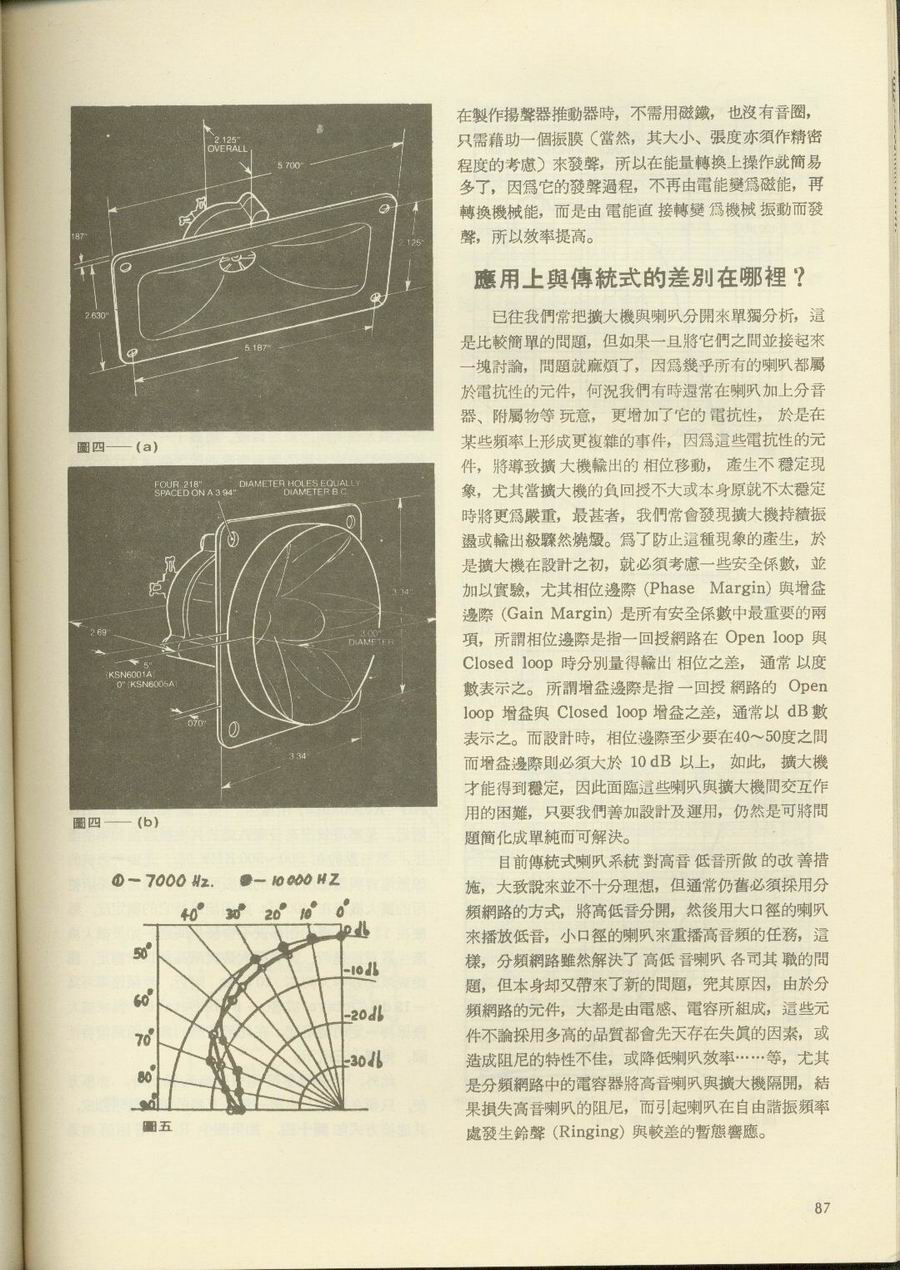 2.125"
OVERALL
5.700"
187"
2.125"
2.630"
5.187"
圖四── (a)
FOUR .218" DIAMETER HOLES EQUALLY
SPACED ON A 3.94" DIAMETER B.C.
3.34"
2.69"
3.00"
DIAMETER
.5"
(KSN6001A)
0" (KSN6005A)
.070"
3.34"
圖四── (b)
①－7000 Hz. ●－10000 HZ
40° 30° 20° 10° 0°
0 db
50°
-10 db
60°
-20 db
70°
-30 db
80°
90°
圖五
在製作揚聲器推動器時，不需用磁鐵，也沒有音圈，
只需藉助一個振膜（當然，其大小、張度亦須作精密
程度的考慮）來發聲，所以在能量轉換上操作就簡易
多了，因爲它的發聲過程，不再由電能變爲磁能，再
轉換機械能，而是由電能直接轉變爲機械振動而發
聲，所以效率提高。
應用上與傳統式的差別在哪裡？
已往我們常把擴大機與喇叭分開來單獨分析，這
是比較簡單的問題，但如果一旦將它們之間並接起來
一塊討論，問題就麻煩了，因爲幾乎所有的喇叭都屬
於電抗性的元件，何況我們有時還常在喇叭加上分音
器、附屬物等玩意，更增加了它的電抗性，於是在
某些頻率上形成更複雜的事件，因爲這些電抗性的元
件，將導致擴大機輸出的相位移動，產生不穩定現
象，尤其當擴大機的負回授不大或本身原就不太穩定
時將更爲嚴重，最甚者，我們常會發現擴大機持續振
盪或輸出級驟然燒燬。爲了防止這種現象的產生，於
是擴大機在設計之初，就必須考慮一些安全係數，並
加以實驗，尤其相位邊際 (Phase Margin) 與增益
邊際 (Gain Margin) 是所有安全係數中最重要的兩
項，所謂相位邊際是指一回授網路在 Open loop 與
Closed loop 時分別量得輸出相位之差，通常以度
數表示之。所謂增益邊際是指一回授網路的 Open
loop 增益與 Closed loop 增益之差，通常以 dB 數
表示之。而設計時，相位邊際至少要在40～50度之間
而增益邊際則必須大於 10 dB 以上，如此，擴大機
才能得到穩定，因此面臨這些喇叭與擴大機間交互作
用的困難，只要我們善加設計及運用，仍然是可將問
題簡化成單純而可解決。
目前傳統式喇叭系統對高音低音所做的改善措
施，大致說來並不十分理想，但通常仍舊必須採用分
頻網路的方式，將高低音分開，然後用大口徑的喇叭
來播放低音，小口徑的喇叭來重播高音頻的任務，這
樣，分頻網路雖然解決了高低音喇叭各司其職的問
題，但本身却又帶來了新的問題，究其原因，由於分
頻網路的元件，大都是由電感、電容所組成，這些元
件不論採用多高的品質都會先天存在失眞的因素，或
造成阻尼的特性不佳，或降低喇叭效率……等，尤其
是分頻網路中的電容器將高音喇叭與擴大機隔開，結
果損失高音喇叭的阻尼，而引起喇叭在自由諧振頻率
處發生鈴聲 (Ringing) 與較差的暫態響應。
87